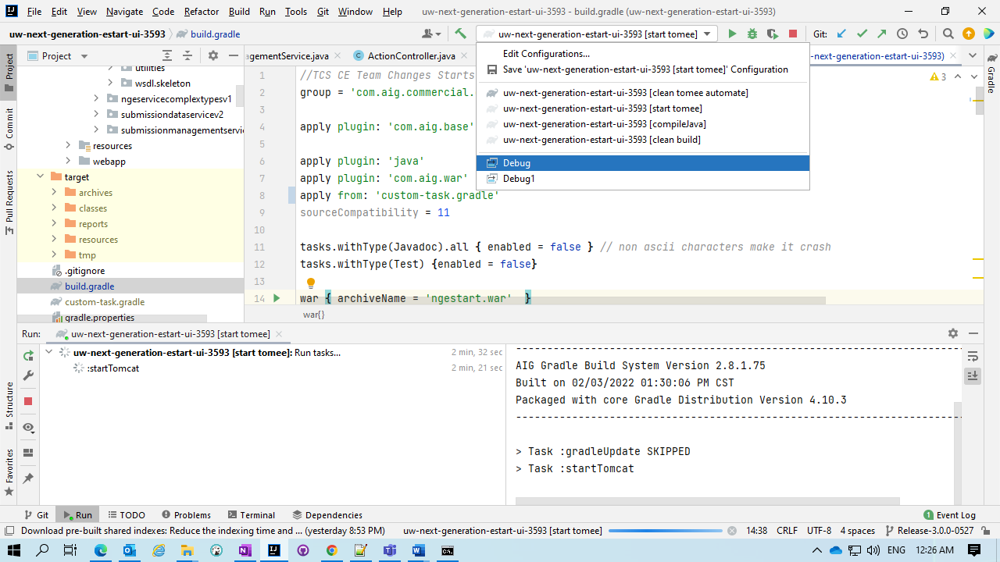 File Edit View Navigate Code Refactor Build Run Tools Git Window Help uw-next-generation-estart-ui-3593 - build.gradle (uw-next-generation-estart-ui-3593)
uw-next-generation-estart-ui-3593 build.gradle uw-next-generation-estart-ui-3593 [start tomee] Git:
Project
agementService.java ActionController.java -next-generation-estart-ui-3593)
Edit Configurations...
Save 'uw-next-generation-estart-ui-3593 [start tomee]' Configuration
uw-next-generation-estart-ui-3593 [clean tomee automate]
uw-next-generation-estart-ui-3593 [start tomee]
uw-next-generation-estart-ui-3593 [compileJava]
uw-next-generation-estart-ui-3593 [clean build]
Debug
Debug1
3
Project
Commit
Pull Requests
Structure
Favorites
Gradle
utilities
wsdl.skeleton
ngeservicecomplextypesv1
submissiondataservicev2
submissionmanagementservic
resources
webapp
target
archives
classes
reports
resources
tmp
.gitignore
build.gradle
custom-task.gradle
gradle.properties
1 //TCS CE Team Changes Starts
2 group = 'com.aig.commercial.
3
4 apply plugin: 'com.aig.base'
5
6 apply plugin: 'java'
7 apply plugin: 'com.aig.war'
8 apply from: 'custom-task.gradle'
9 sourceCompatibility = 11
10
11 tasks.withType(Javadoc).all { enabled = false } // non ascii characters make it crash
12 tasks.withType(Test) {enabled = false}
13
14 war { archiveName = 'ngestart.war' }
war{}
Run: uw-next-generation-estart-ui-3593 [start tomee]
uw-next-generation-estart-ui-3593 [start tomee]: Run tasks... 2 min, 32 sec
:startTomcat 2 min, 21 sec
------------------------------------------------------------------------
AIG Gradle Build System Version 2.8.1.75
Built on 02/03/2022 01:30:06 PM CST
Packaged with core Gradle Distribution Version 4.10.3
------------------------------------------------------------------------
> Task :gradleUpdate SKIPPED
> Task :startTomcat
Git Run TODO Problems Terminal Dependencies 1 Event Log
Download pre-built shared indexes: Reduce the indexing time and ... (yesterday 8:53 PM) uw-next-generation-estart-ui-3593 [start tomee] 14:38 CRLF UTF-8 4 spaces Release-3.0.0-0527
ENG 12:26 AM